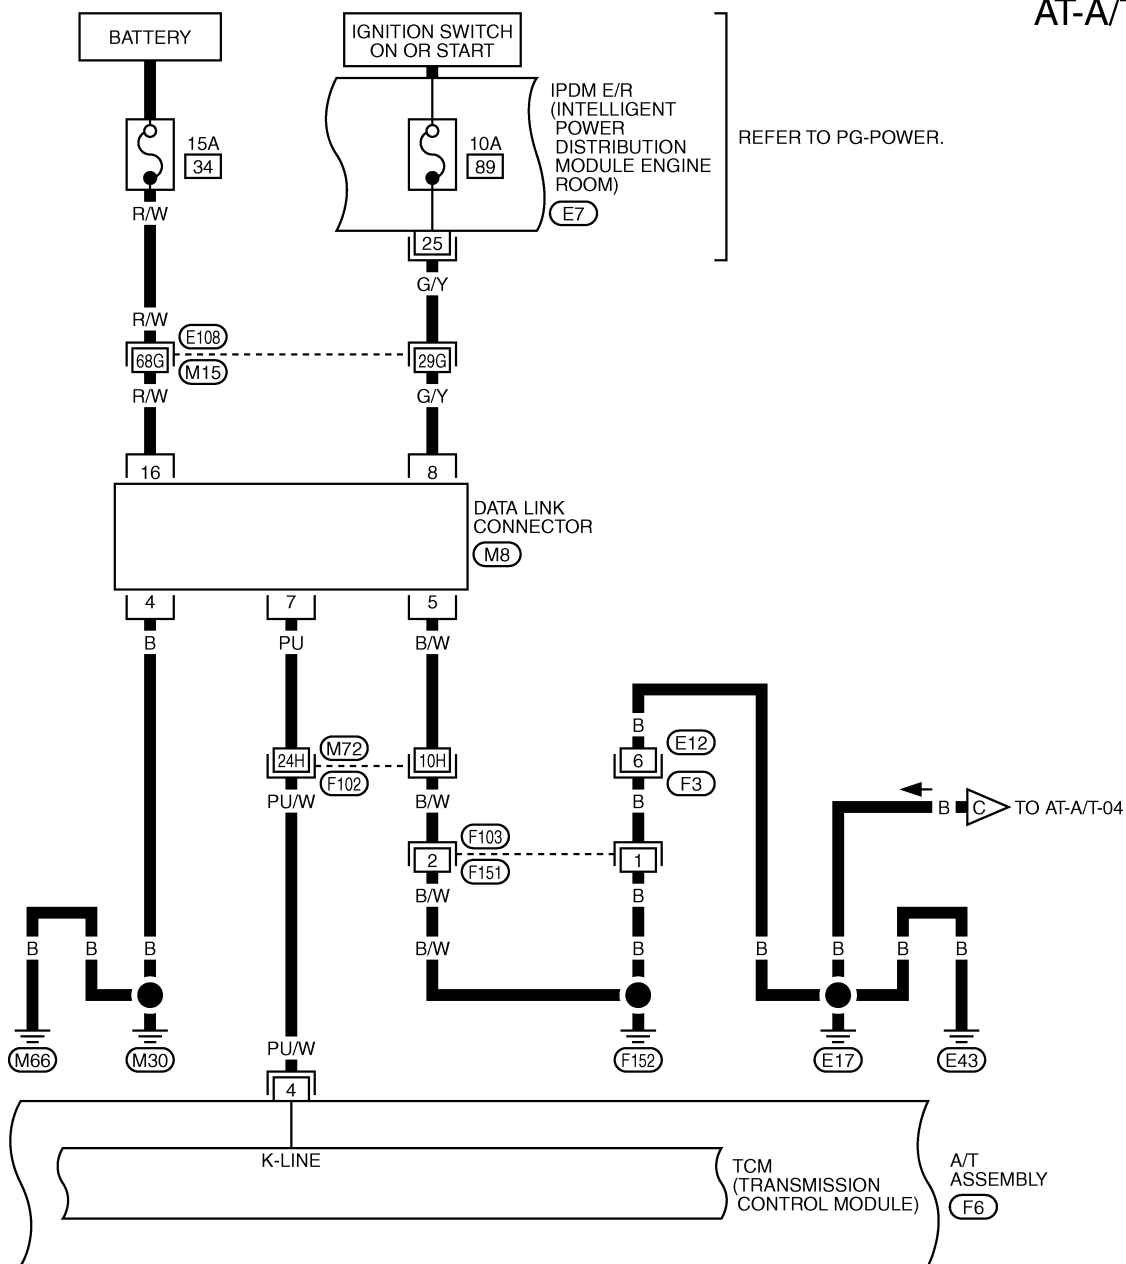 AT-A/T
BATTERY
IGNITION SWITCH
ON OR START
IPDM E/R
(INTELLIGENT
POWER
DISTRIBUTION
MODULE ENGINE
ROOM)
E7
REFER TO PG-POWER.
15A
34
10A
89
R/W
25
G/Y
R/W
E108
68G
M15
29G
R/W
G/Y
16
8
DATA LINK
CONNECTOR
M8
4
7
5
B
PU
B/W
B
M72
24H
F102
10H
E12
6
F3
PU/W
B/W
B
B
C
TO AT-A/T-04
F103
2
F151
1
B/W
B
B
B
B
B/W
B
B
B
B
B
M66
M30
PU/W
F152
E17
E43
4
K-LINE
TCM
(TRANSMISSION
CONTROL MODULE)
A/T
ASSEMBLY
F6